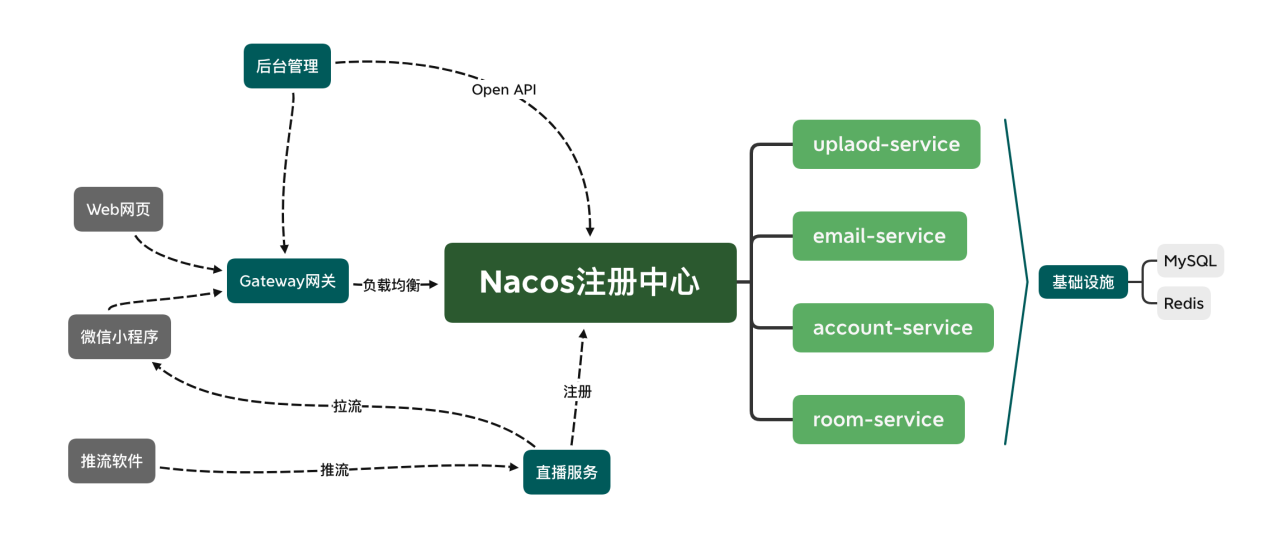 后台管理
Open API
Web网页
Gateway网关
负载均衡
Nacos注册中心
微信小程序
拉流
注册
推流软件
推流
直播服务
uplaod-service
email-service
account-service
room-service
基础设施
MySQL
Redis